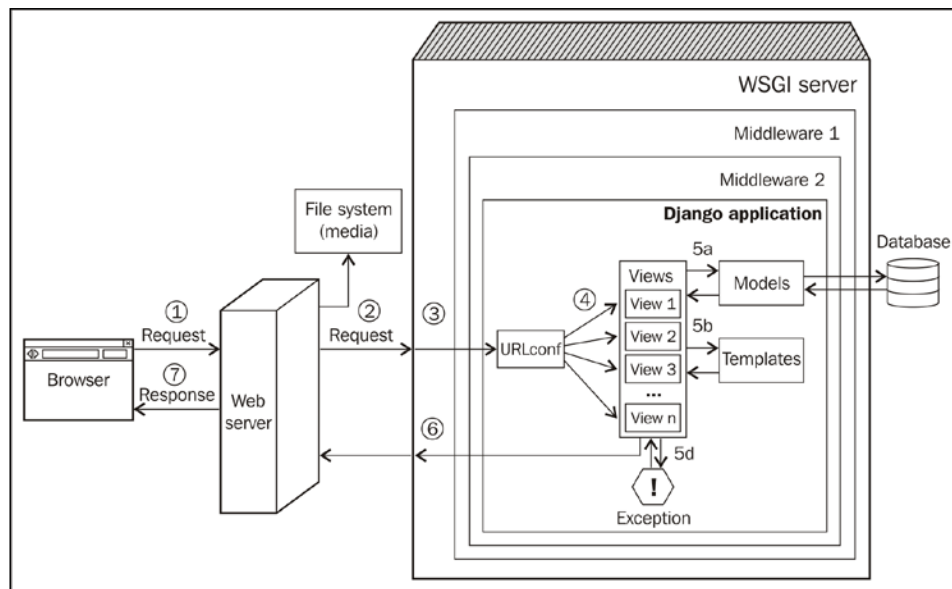 WSGI server
Middleware 1
Middleware 2
Django application
File system
(media)
Database
5a
Views
Models
①
Request
②
Request
③
④
View 1
URLconf
View 2
5b
View 3
Templates
...
View n
Browser
⑦
Response
Web
server
⑥
5d
!
Exception